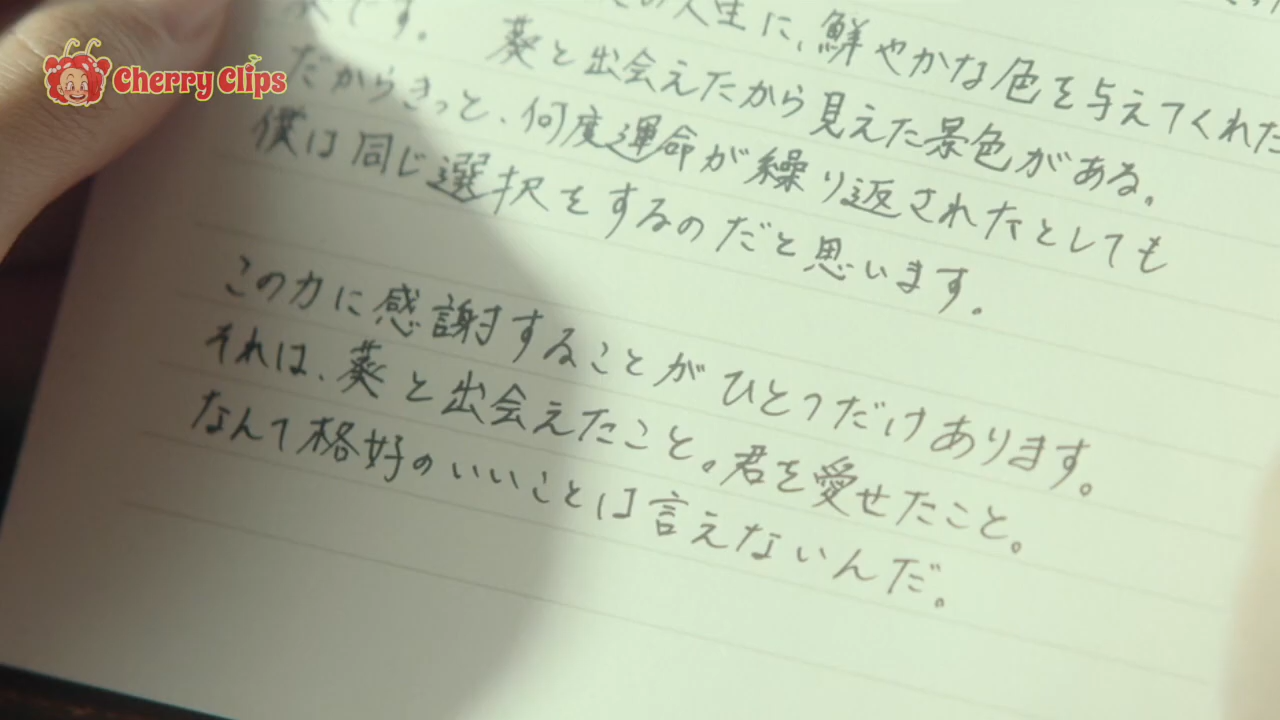 Cherry Clips
人生に、鮮やかな色を与えてくれた
です。 葵と出会えたから見えた景色がある。
だからきっと、何度運命が繰り返されたとしても
僕は同じ選択をするのだと思います。
この力に感謝することがひとつだけあります。
それは、葵と出会えたこと。君を愛せたこと。
なんて格好のいいことは言えないんだ。